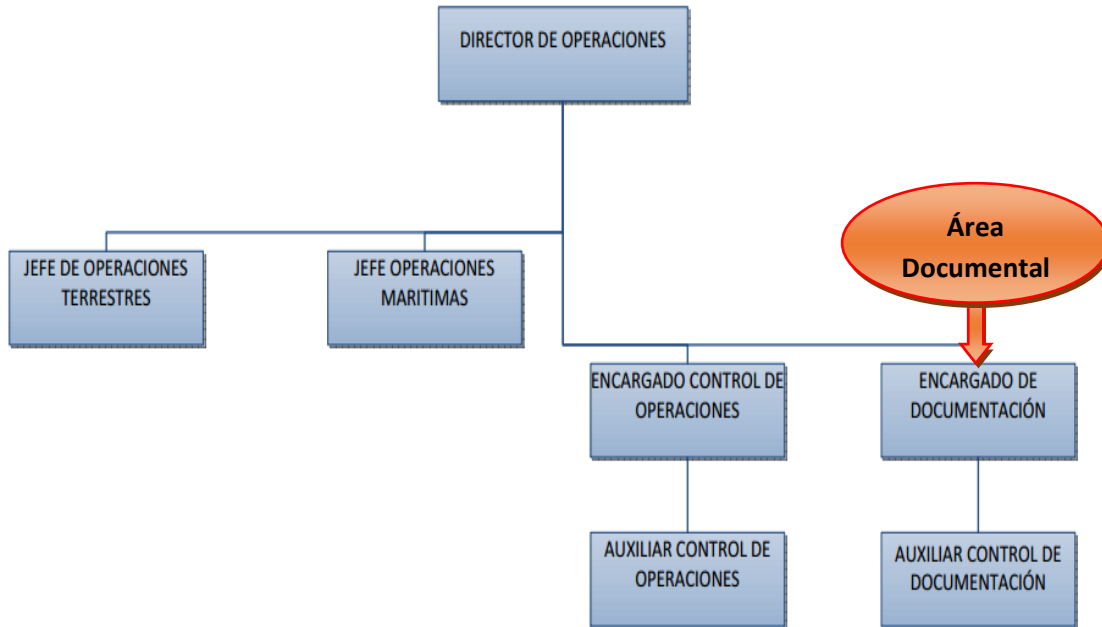 DIRECTOR DE OPERACIONES
Área
Documental
JEFE DE OPERACIONES
TERRESTRES
JEFE OPERACIONES
MARITIMAS
ENCARGADO CONTROL DE
OPERACIONES
ENCARGADO DE
DOCUMENTACIÓN
AUXILIAR CONTROL DE
OPERACIONES
AUXILIAR CONTROL DE
DOCUMENTACIÓN